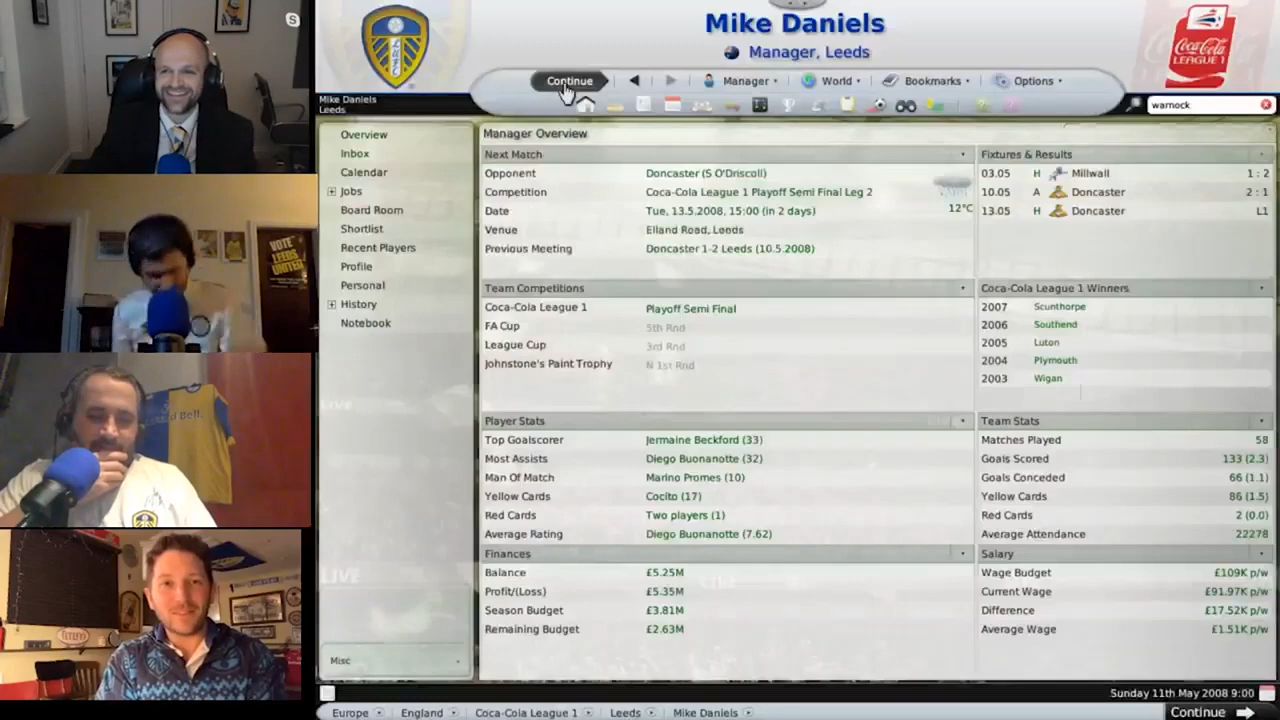 Mike Daniels
Manager, Leeds
Continue
Manager
World
Bookmarks
Options
Mike Daniels
Leeds
warnock
Coca-Cola
LEAGUE 1
Overview
Inbox
Calendar
Jobs
Board Room
Shortlist
Recent Players
Profile
Personal
History
Notebook
Misc
Manager Overview
Next Match
Opponent Doncaster (S O'Driscoll)
Competition Coca-Cola League 1 Playoff Semi Final Leg 2
Date Tue, 13.5.2008, 15:00 (in 2 days)
12°C
Venue Elland Road, Leeds
Previous Meeting Doncaster 1-2 Leeds (10.5.2008)
Fixtures & Results
03.05 H Millwall 1 : 2
10.05 A Doncaster 2 : 1
13.05 H Doncaster L1
Team Competitions
Coca-Cola League 1 Playoff Semi Final
FA Cup 5th Rnd
League Cup 3rd Rnd
Johnstone's Paint Trophy N 1st Rnd
Coca-Cola League 1 Winners
2007 Scunthorpe
2006 Southend
2005 Luton
2004 Plymouth
2003 Wigan
Player Stats
Top Goalscorer Jermaine Beckford (33)
Most Assists Diego Buonanotte (32)
Man Of Match Marino Promes (10)
Yellow Cards Cocito (17)
Red Cards Two players (1)
Average Rating Diego Buonanotte (7.62)
Team Stats
Matches Played 58
Goals Scored 133 (2.3)
Goals Conceded 66 (1.1)
Yellow Cards 86 (1.5)
Red Cards 2 (0.0)
Average Attendance 22278
Finances
Balance £5.25M
Profit/(Loss) £5.35M
Season Budget £3.81M
Remaining Budget £2.63M
Salary
Wage Budget £109K p/w
Current Wage £91.97K p/w
Difference £17.52K p/w
Average Wage £1.51K p/w
Sunday 11th May 2008 9:00
Europe England Coca-Cola League 1 Leeds Mike Daniels
Continue
VOTE
LEEDS
UNITED
TETLEY